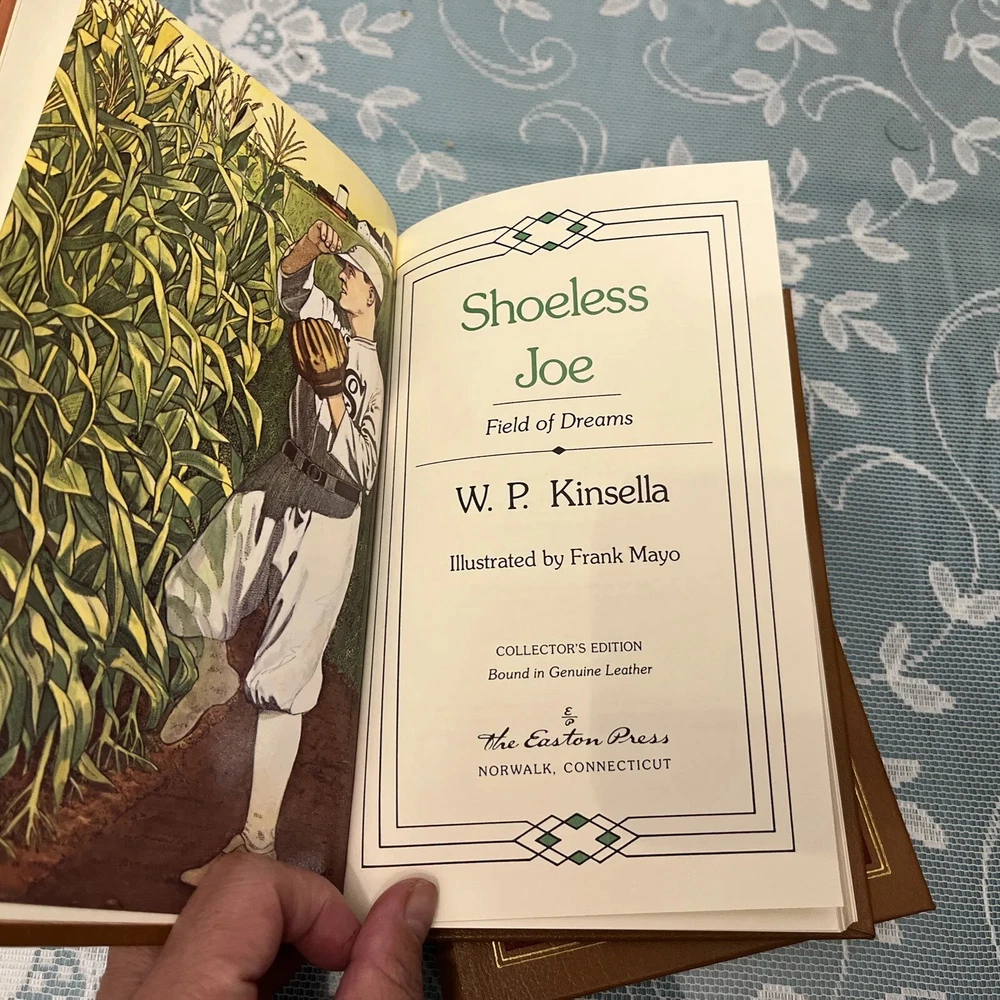 Shoeless
Joe
Field of Dreams
W. P. Kinsella
Illustrated by Frank Mayo
COLLECTOR'S EDITION
Bound in Genuine Leather
E
P
The Easton Press
NORWALK, CONNECTICUT